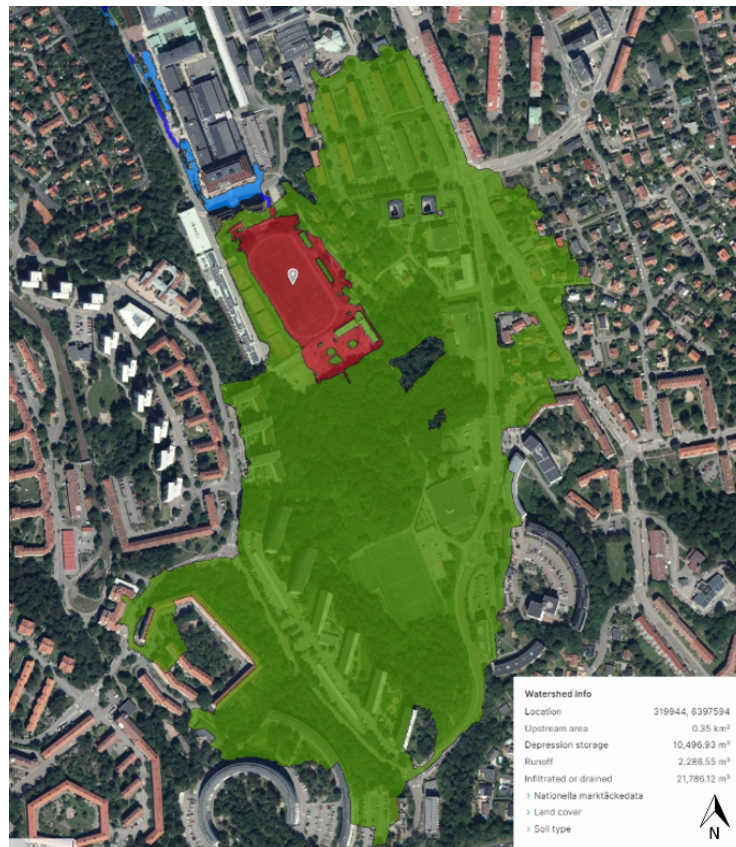 Watershed Info
Location 319944, 6397594
Upstream area 0.35 km²
Depression storage 10,496.93 m³
Runoff 2,286.55 m³
Infiltrated or drained 21,786.12 m³
› Nationella marktäckedata
› Land cover
› Soil type
N